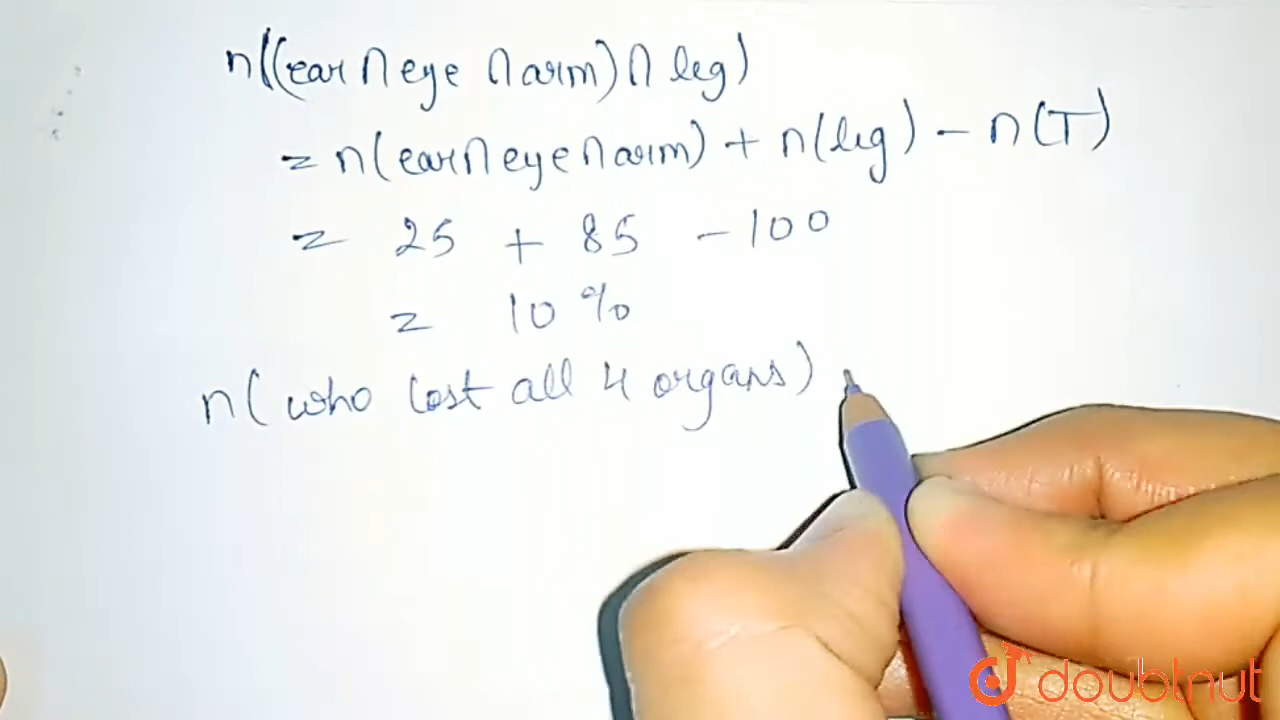 n((ear ∩ eye ∩ arm) ∩ leg)
= n(ear ∩ eye ∩ arm) + n(leg) - n(T)
= 25 + 85 - 100
= 10 %
n( who lost all 4 organs)
doubtnut